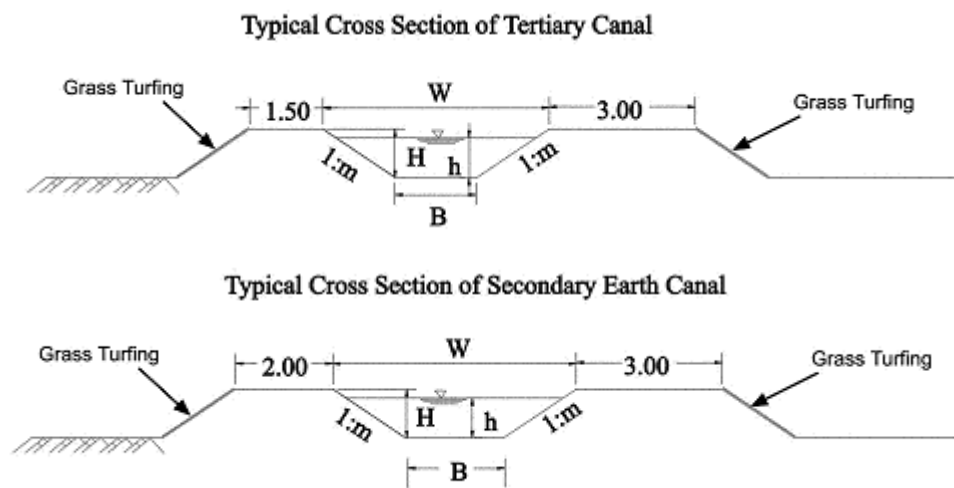 Typical Cross Section of Tertiary Canal
Grass Turfing
1.50
W
3.00
Grass Turfing
1:m
H
h
1:m
B
Typical Cross Section of Secondary Earth Canal
Grass Turfing
2.00
W
3.00
Grass Turfing
1:m
H
h
1:m
B